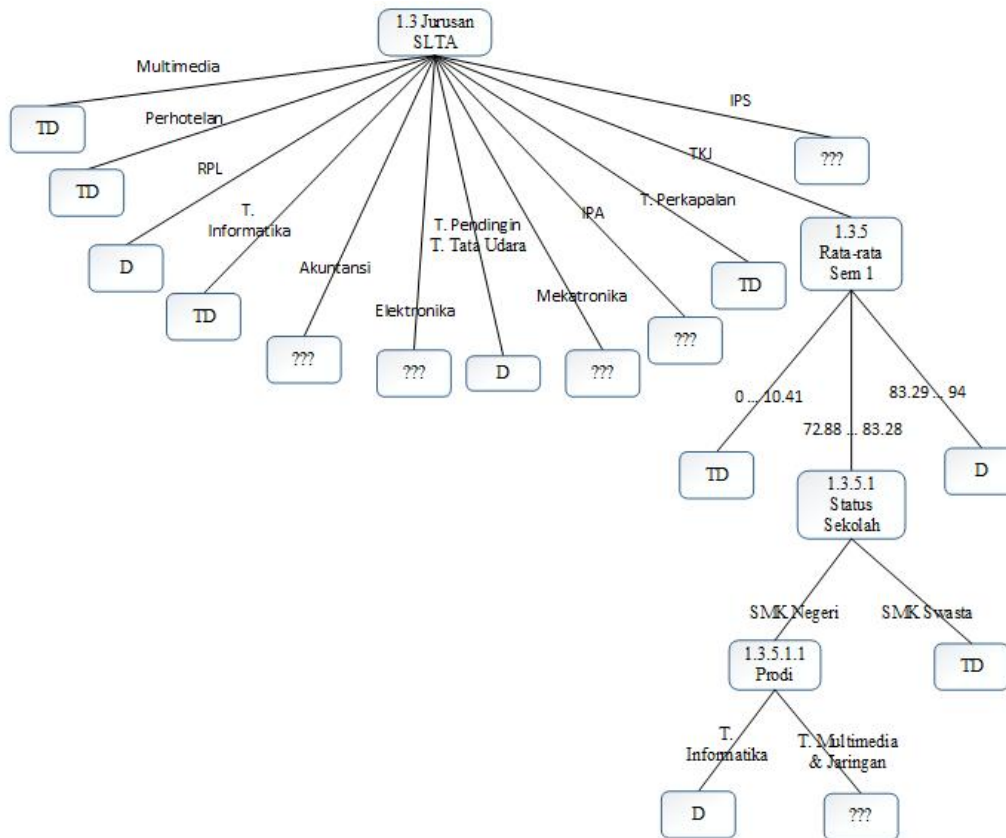 1.3 Jurusan
SLTA
Multimedia
IPS
TD
Perhotelan
???
TKJ
TD
RPL
T. Perkapalan
T.
Informatika
IPA
1.3.5
Rata-rata
Sem 1
T. Pendingin
T. Tata Udara
D
Akuntansi
TD
Mekatronika
TD
Elektronika
???
???
???
D
???
0 ... 10.41
83.29 ... 94
72.88 ... 83.28
TD
D
1.3.5.1
Status
Sekolah
SMK Negeri
SMK Swasta
1.3.5.1.1
Prodi
TD
T.
Informatika
T. Multimedia
& Jaringan
D
???